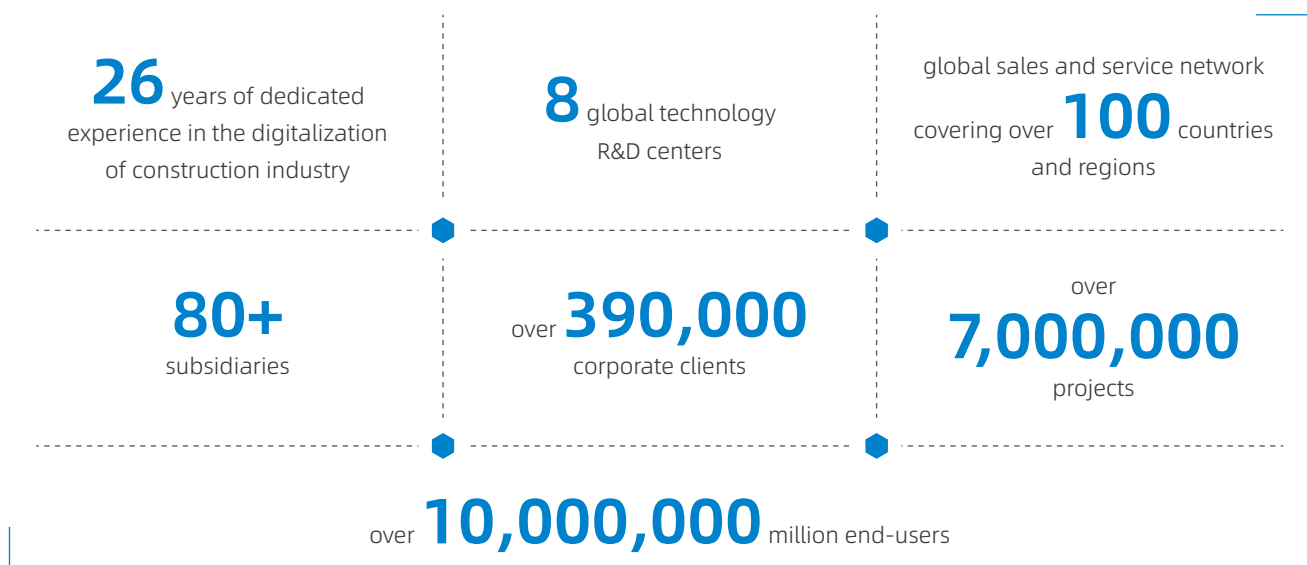 26 years of dedicated
experience in the digitalization
of construction industry
8 global technology
R&D centers
global sales and service network
covering over 100 countries
and regions
80+
subsidiaries
over 390,000
corporate clients
over
7,000,000
projects
over 10,000,000 million end-users